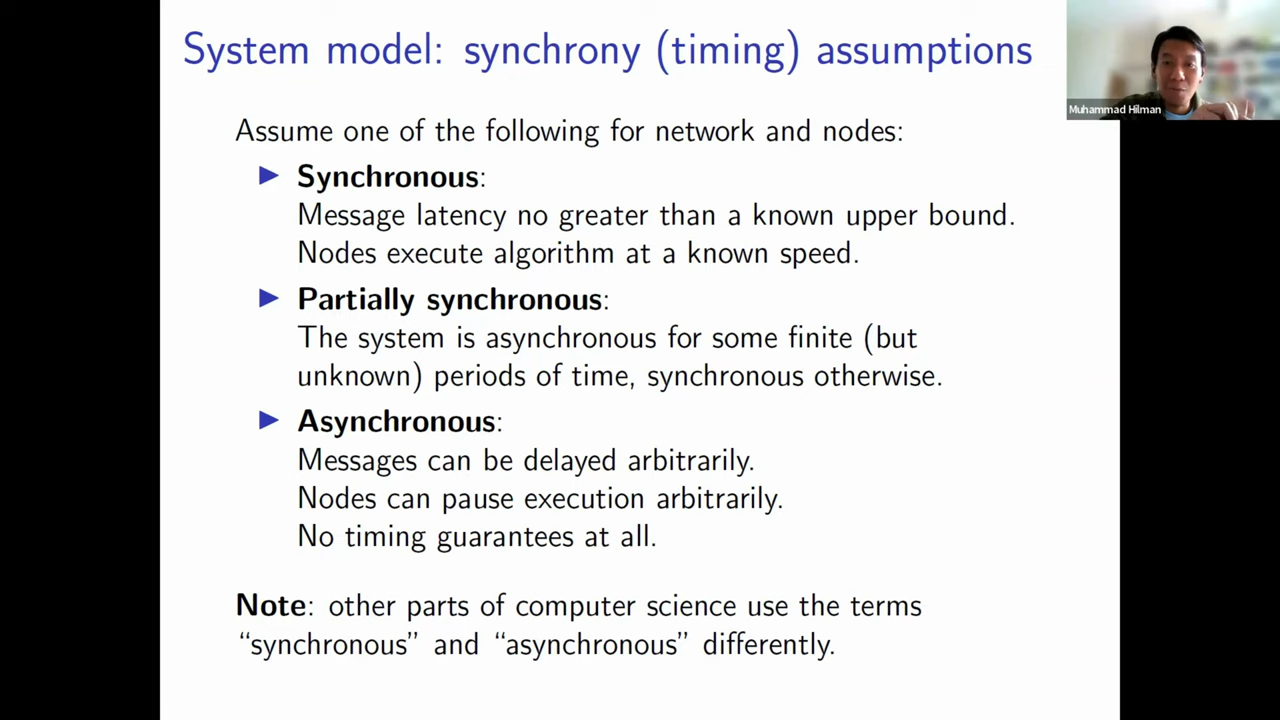 System model: synchrony (timing) assumptions
Muhammad Hilman
Assume one of the following for network and nodes:
Synchronous:
Message latency no greater than a known upper bound.
Nodes execute algorithm at a known speed.
Partially synchronous:
The system is asynchronous for some finite (but
unknown) periods of time, synchronous otherwise.
Asynchronous:
Messages can be delayed arbitrarily.
Nodes can pause execution arbitrarily.
No timing guarantees at all.
Note: other parts of computer science use the terms
“synchronous” and “asynchronous” differently.